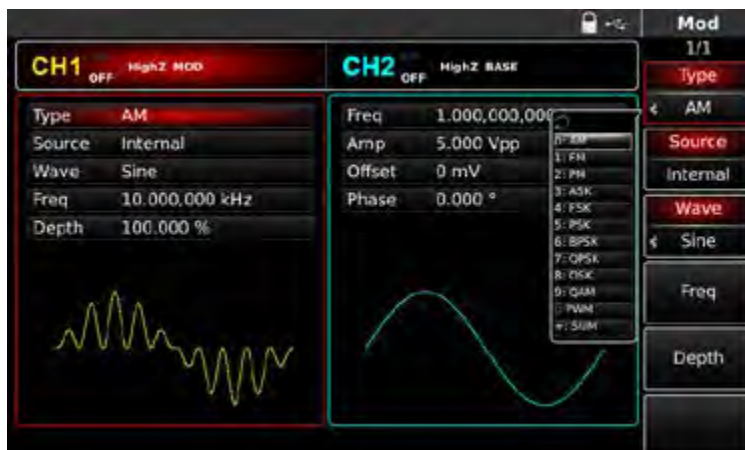 Mod
1/1
CH1 OFF HighZ MOD
CH2 OFF HighZ BASE
Type AM
Source Internal
Wave Sine
Freq 10.000,000 kHz
Depth 100.000 %
Freq 1.000,000,000
Amp 5.000 Vpp
Offset 0 mV
Phase 0.000 °
0: AM
1: FM
2: PM
3: ASK
4: FSK
5: PSK
6: BPSK
7: QPSK
8: OSK
9: QAM
PWM
SUM
Type
AM
Source
Internal
Wave
Sine
Freq
Depth